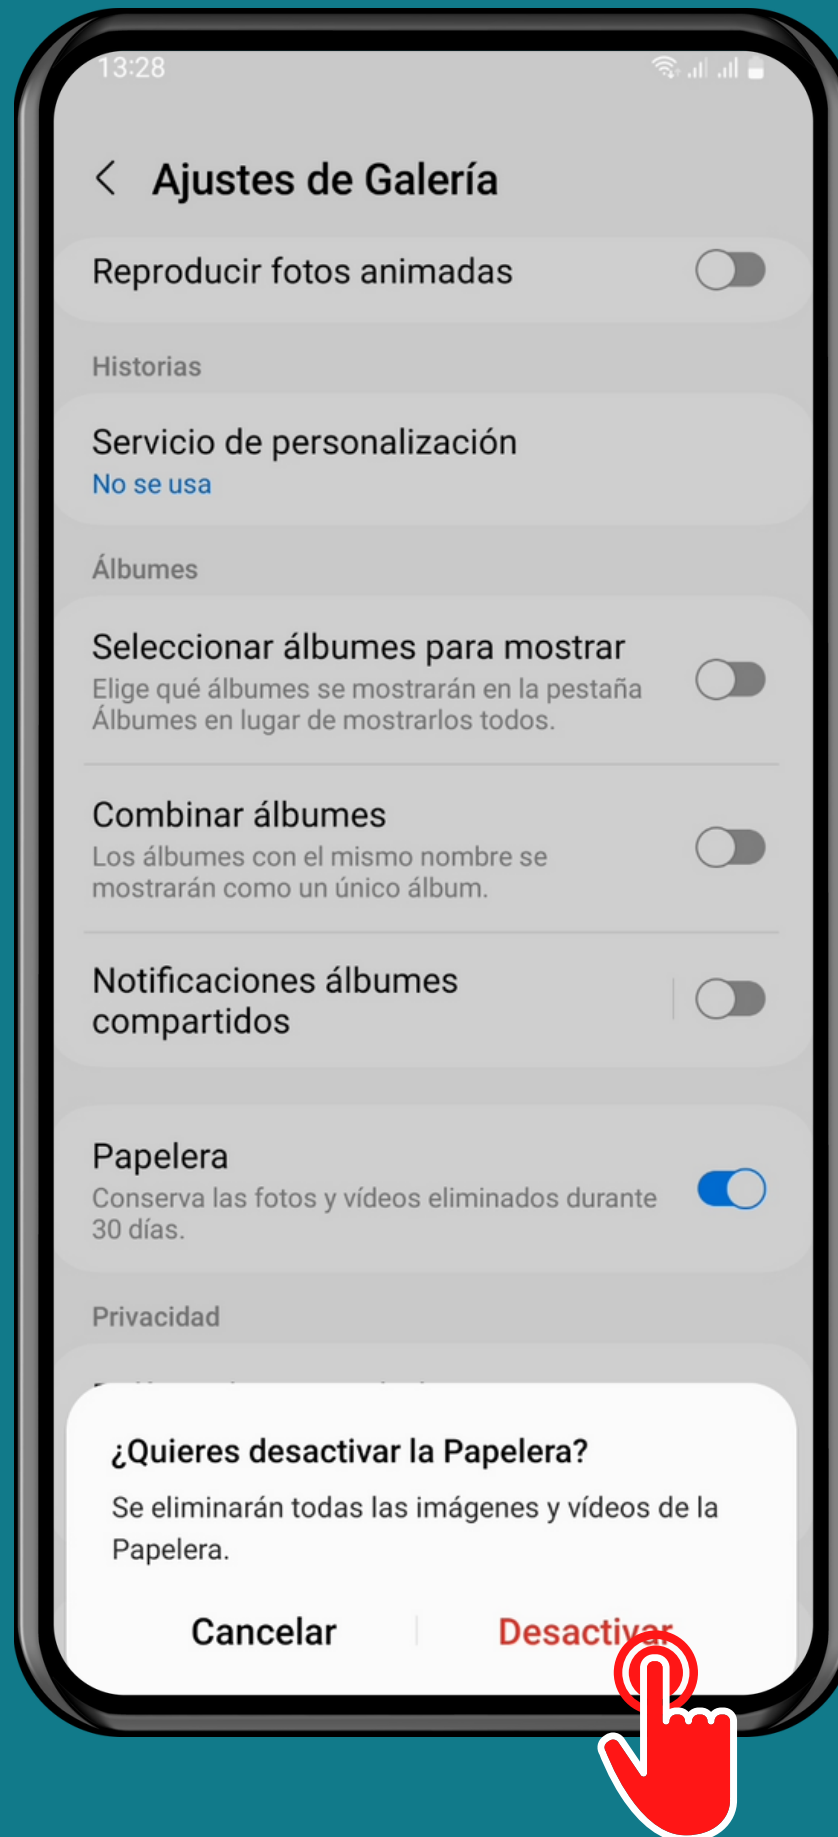 13:28
Ajustes de Galería
Reproducir fotos animadas
Historias
Servicio de personalización
No se usa
Álbumes
Seleccionar álbumes para mostrar
Elige qué álbumes se mostrarán en la pestaña
Álbumes en lugar de mostrarlos todos.
Combinar álbumes
Los álbumes con el mismo nombre se
mostrarán como un único álbum.
Notificaciones álbumes
compartidos
Papelera
Conserva las fotos y vídeos eliminados durante
30 días.
Privacidad
¿Quieres desactivar la Papelera?
Se eliminarán todas las imágenes y vídeos de la
Papelera.
Cancelar
Desactivar